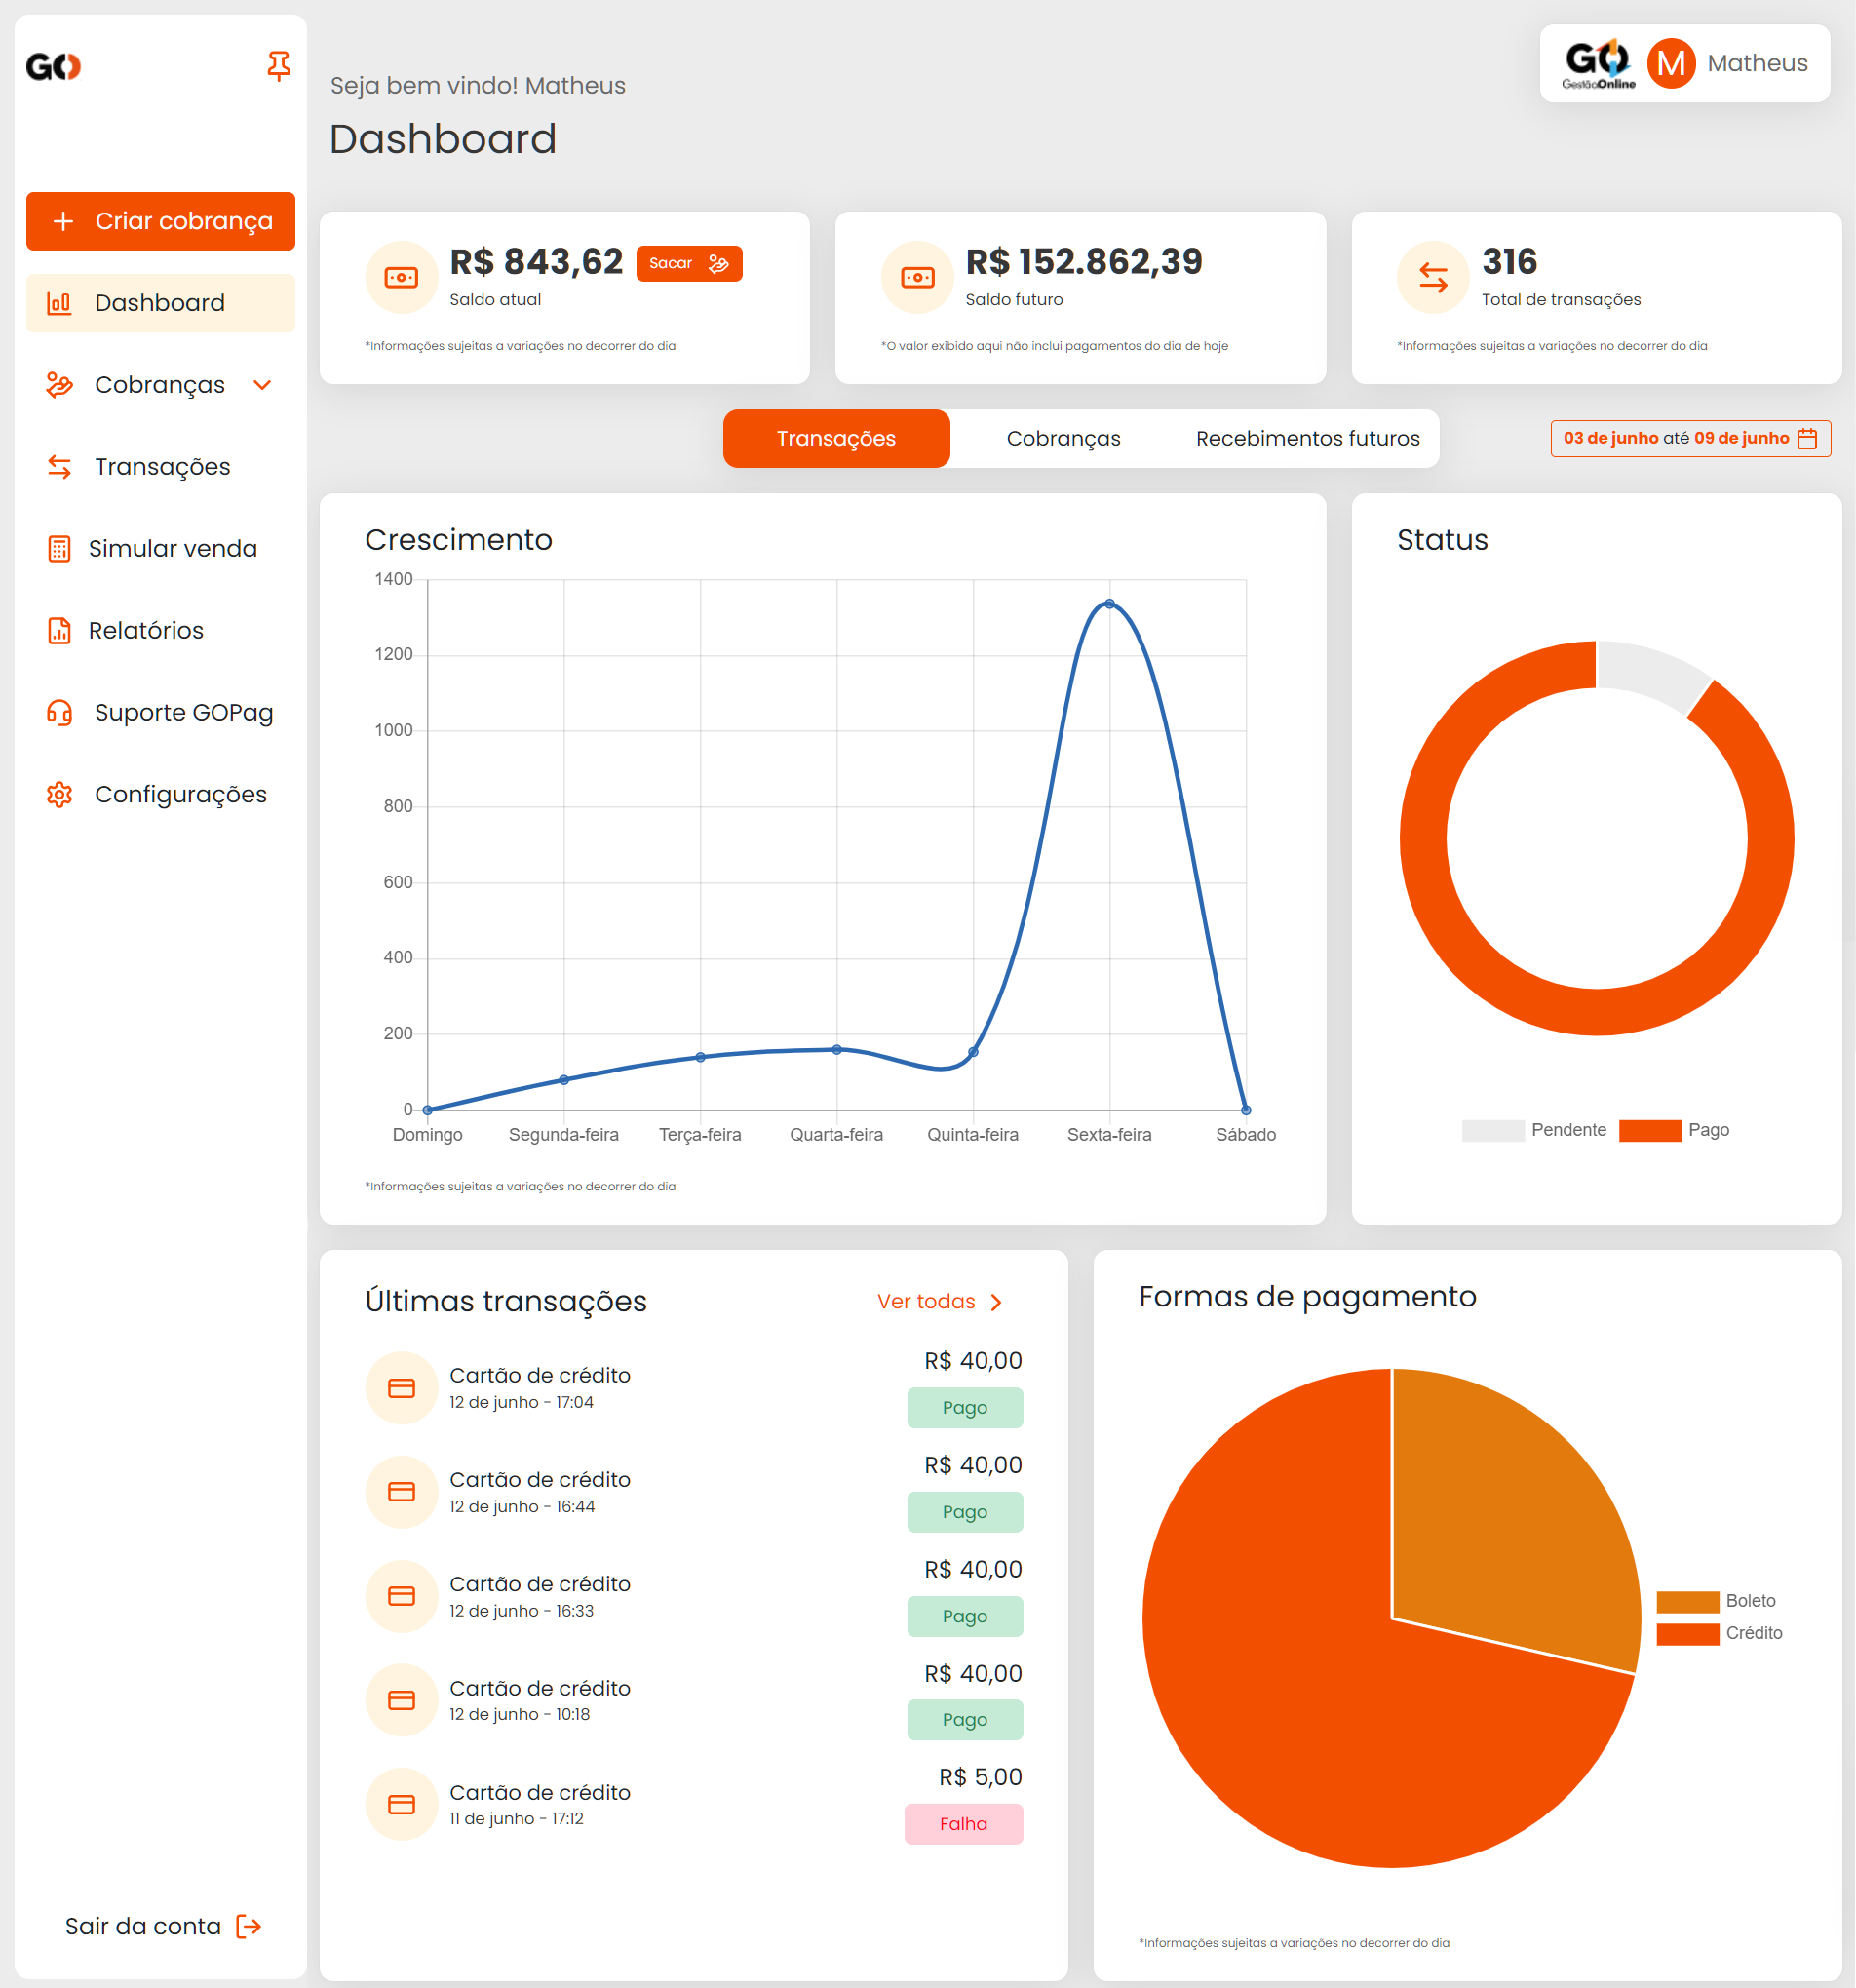 GO
Seja bem vindo! Matheus
GO GestãoOnline M Matheus
Dashboard
Criar cobrança
Dashboard
Cobranças
Transações
Simular venda
Relatórios
Suporte GOPag
Configurações
Sair da conta
R$ 843,62 Sacar
Saldo atual
*Informações sujeitas a variações no decorrer do dia
R$ 152.862,39
Saldo futuro
*O valor exibido aqui não inclui pagamentos do dia de hoje
316
Total de transações
*Informações sujeitas a variações no decorrer do dia
Transações Cobranças Recebimentos futuros
03 de junho até 09 de junho
Crescimento
1400
1200
1000
800
600
400
200
0
Domingo Segunda-feira Terça-feira Quarta-feira Quinta-feira Sexta-feira Sábado
*Informações sujeitas a variações no decorrer do dia
Status
Pendente Pago
Últimas transações Ver todas
Cartão de crédito R$ 40,00
12 de junho - 17:04 Pago
Cartão de crédito R$ 40,00
12 de junho - 16:44 Pago
Cartão de crédito R$ 40,00
12 de junho - 16:33 Pago
Cartão de crédito R$ 40,00
12 de junho - 10:18 Pago
Cartão de crédito R$ 5,00
11 de junho - 17:12 Falha
Formas de pagamento
Boleto
Crédito
*Informações sujeitas a variações no decorrer do dia